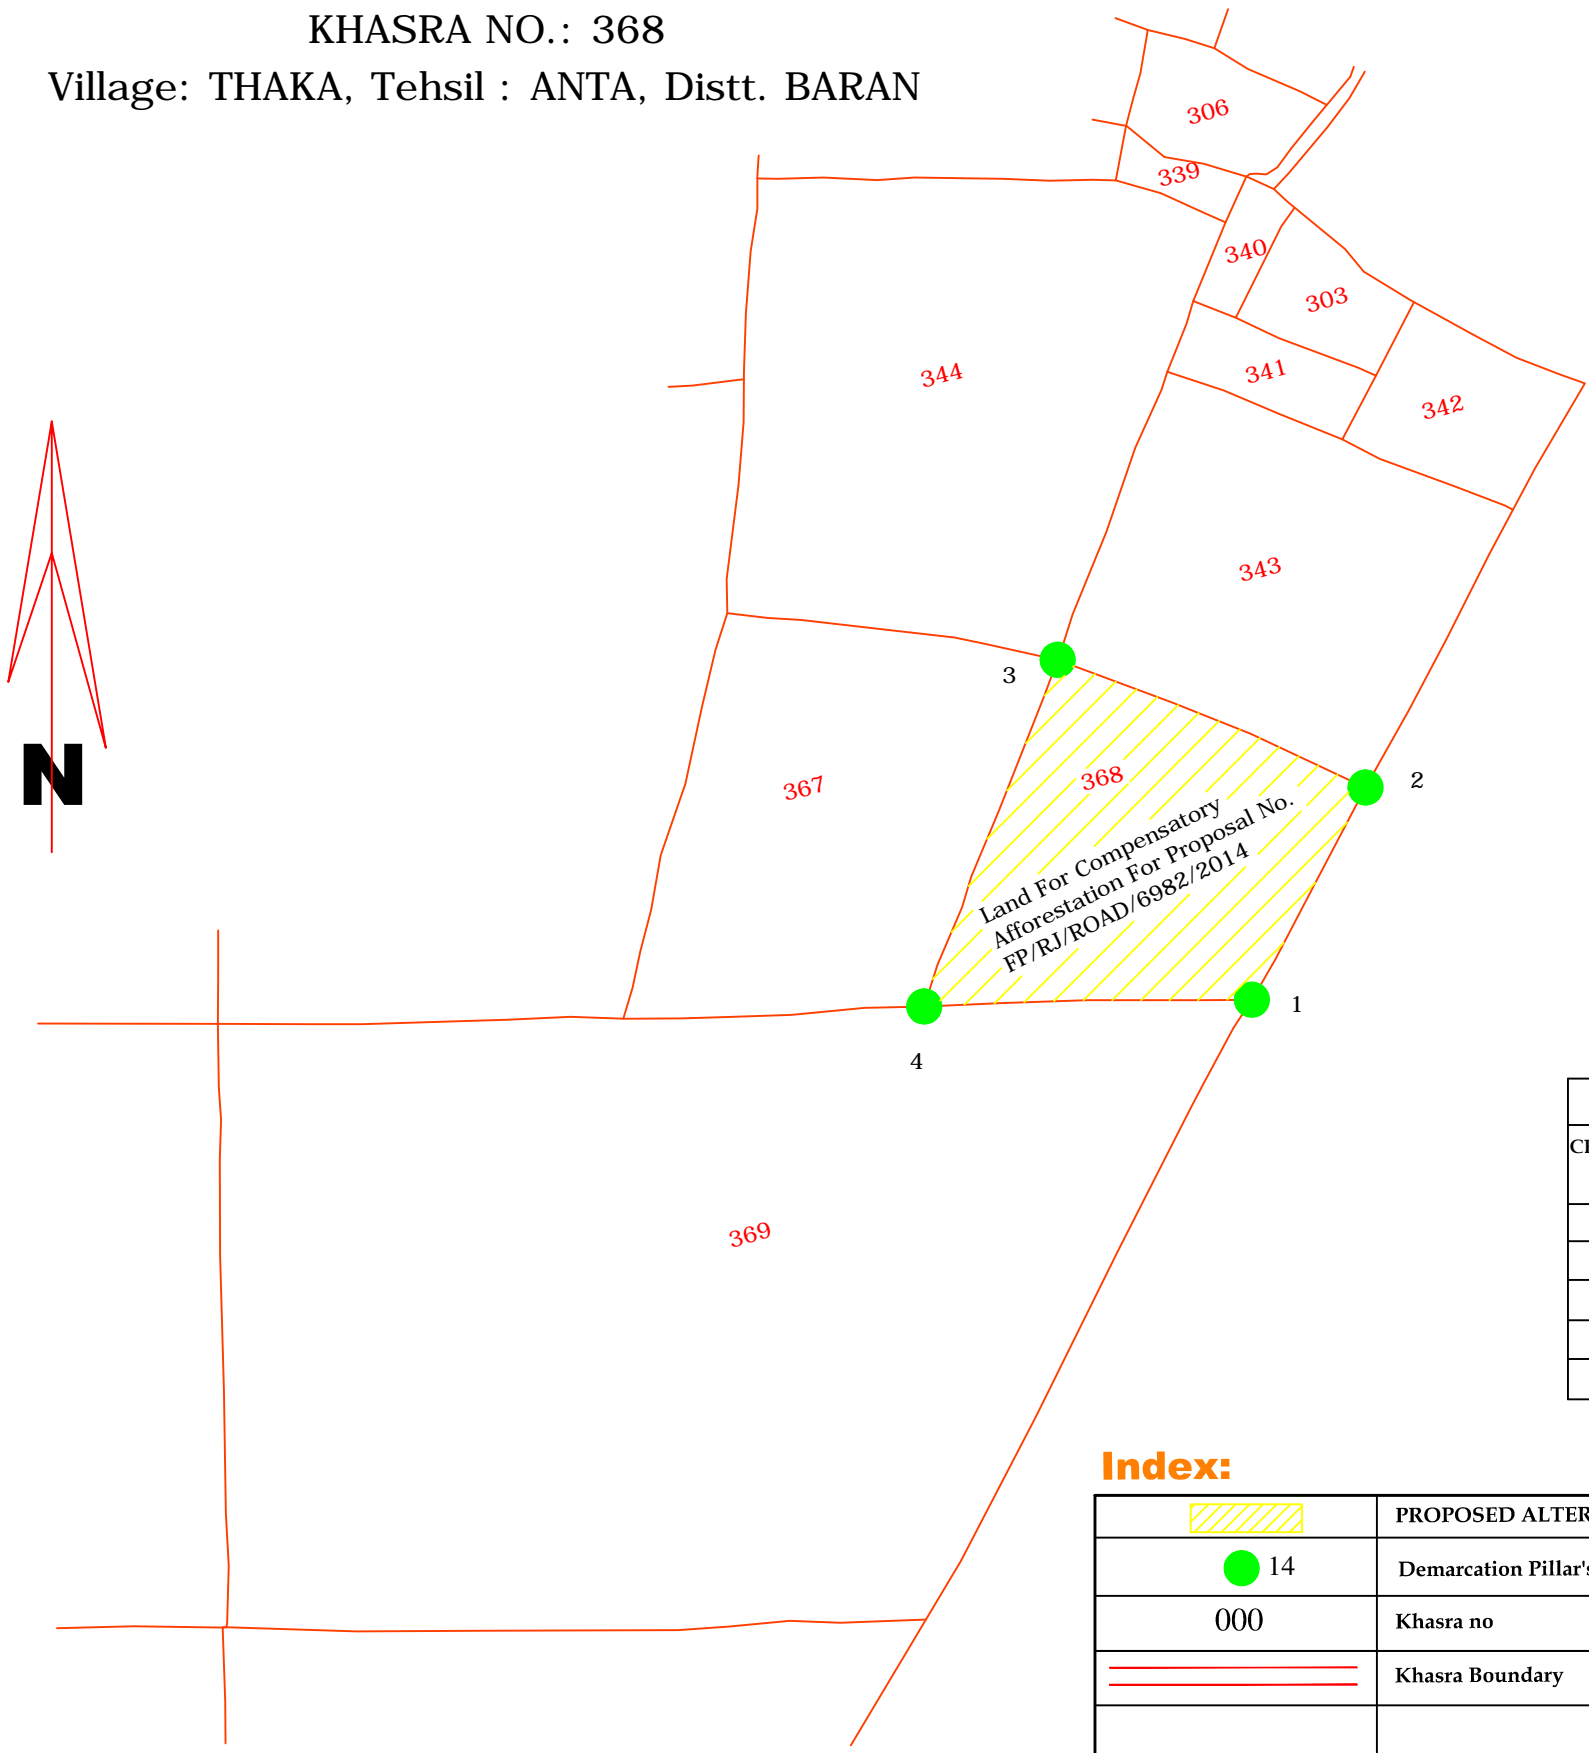 KHASRA NO.: 368
Village: THAKA, Tehsil : ANTA, Distt. BARAN
306
339
340
303
344
341
342
343
3
2
367
368
Land For Compensatory
Afforestation For Proposal No.
FP/RJ/ROAD/6982/2014
N
1
4
369
Index:
PROPOSED
14 Demarcation Pillar's
000 Khasra no
Khasra Boundary